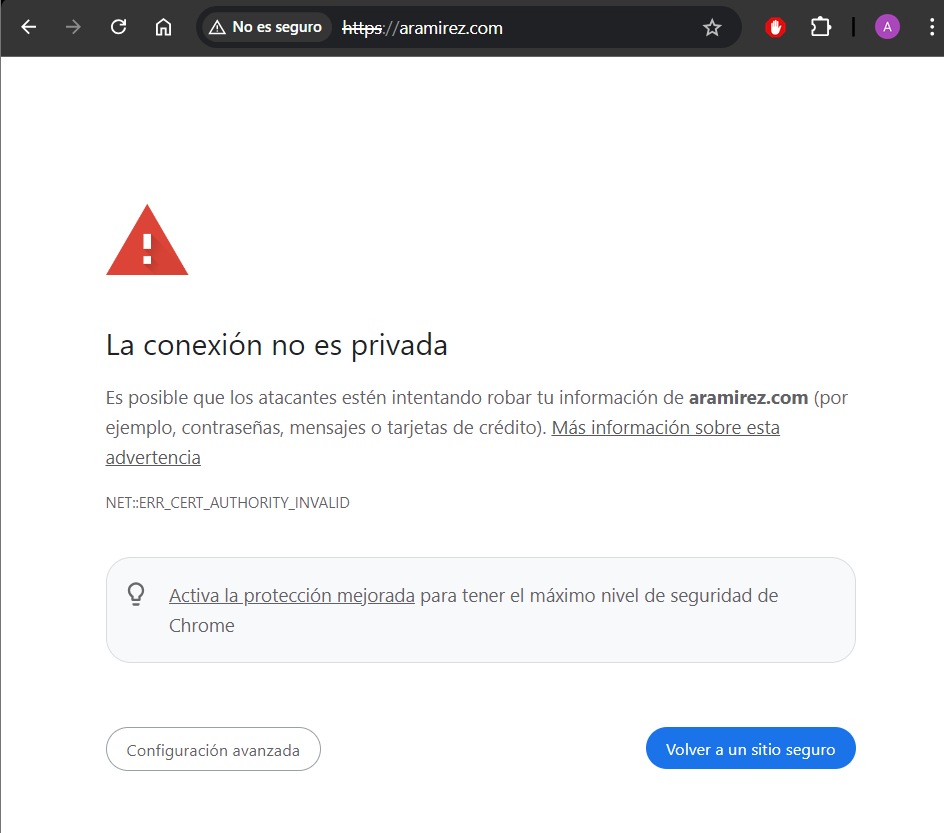 No es seguro https://aramirez.com
A
La conexión no es privada
Es posible que los atacantes estén intentando robar tu información de aramirez.com (por
ejemplo, contraseñas, mensajes o tarjetas de crédito). Más información sobre esta
advertencia
NET::ERR_CERT_AUTHORITY_INVALID
Activa la protección mejorada para tener el máximo nivel de seguridad de
Chrome
Configuración avanzada
Volver a un sitio seguro